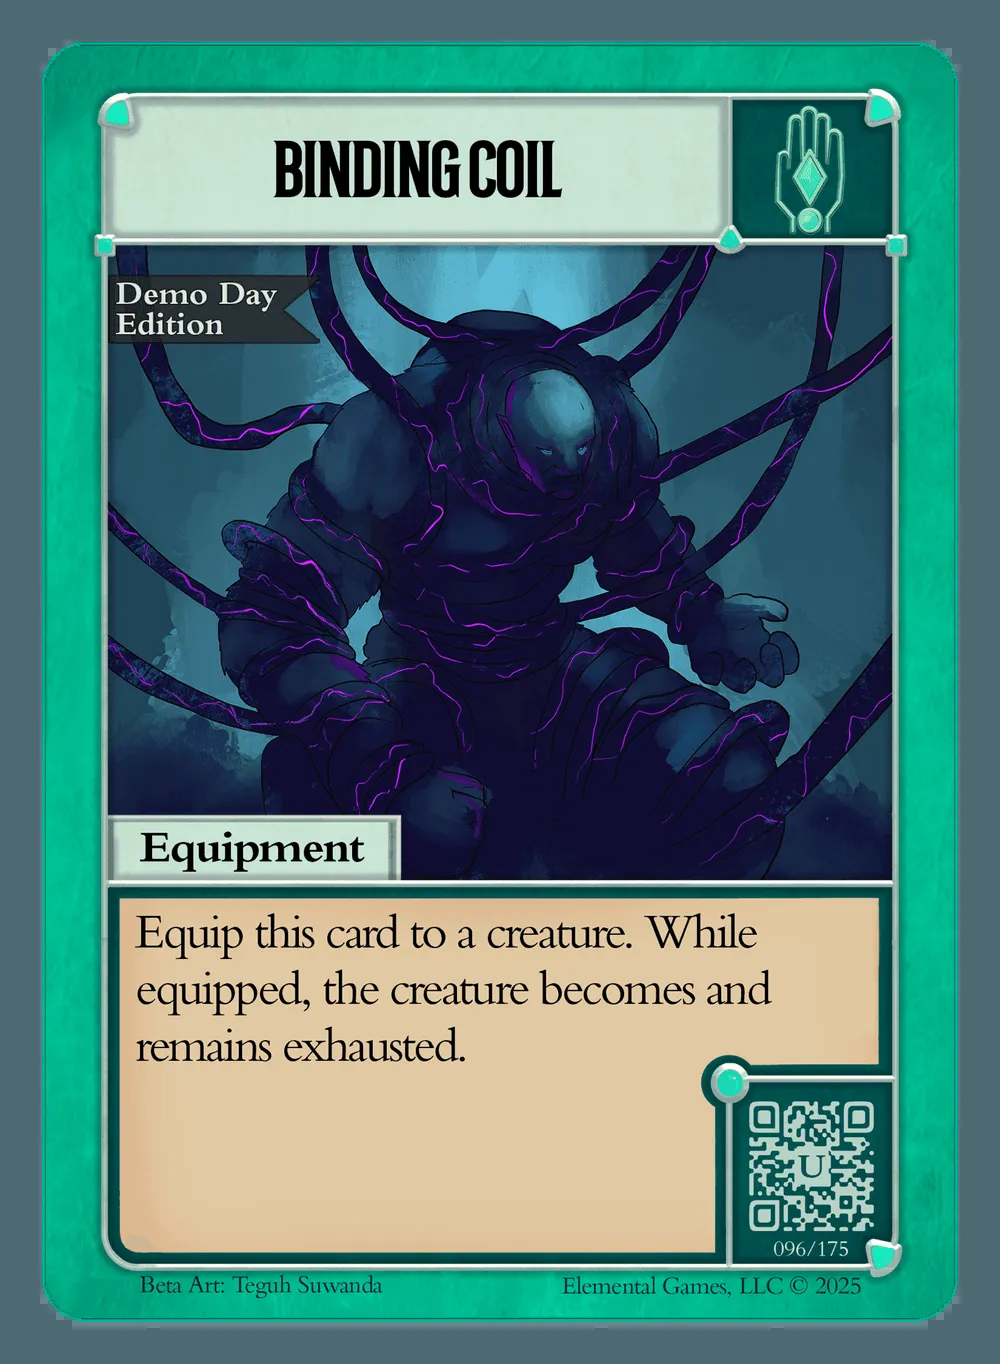 BINDING COIL
Demo Day
Edition
Equipment
Equip this card to a creature. While
equipped, the creature becomes and
remains exhausted.
U
096/175
Beta Art: Teguh Suwanda
Elemental Games, LLC © 2025